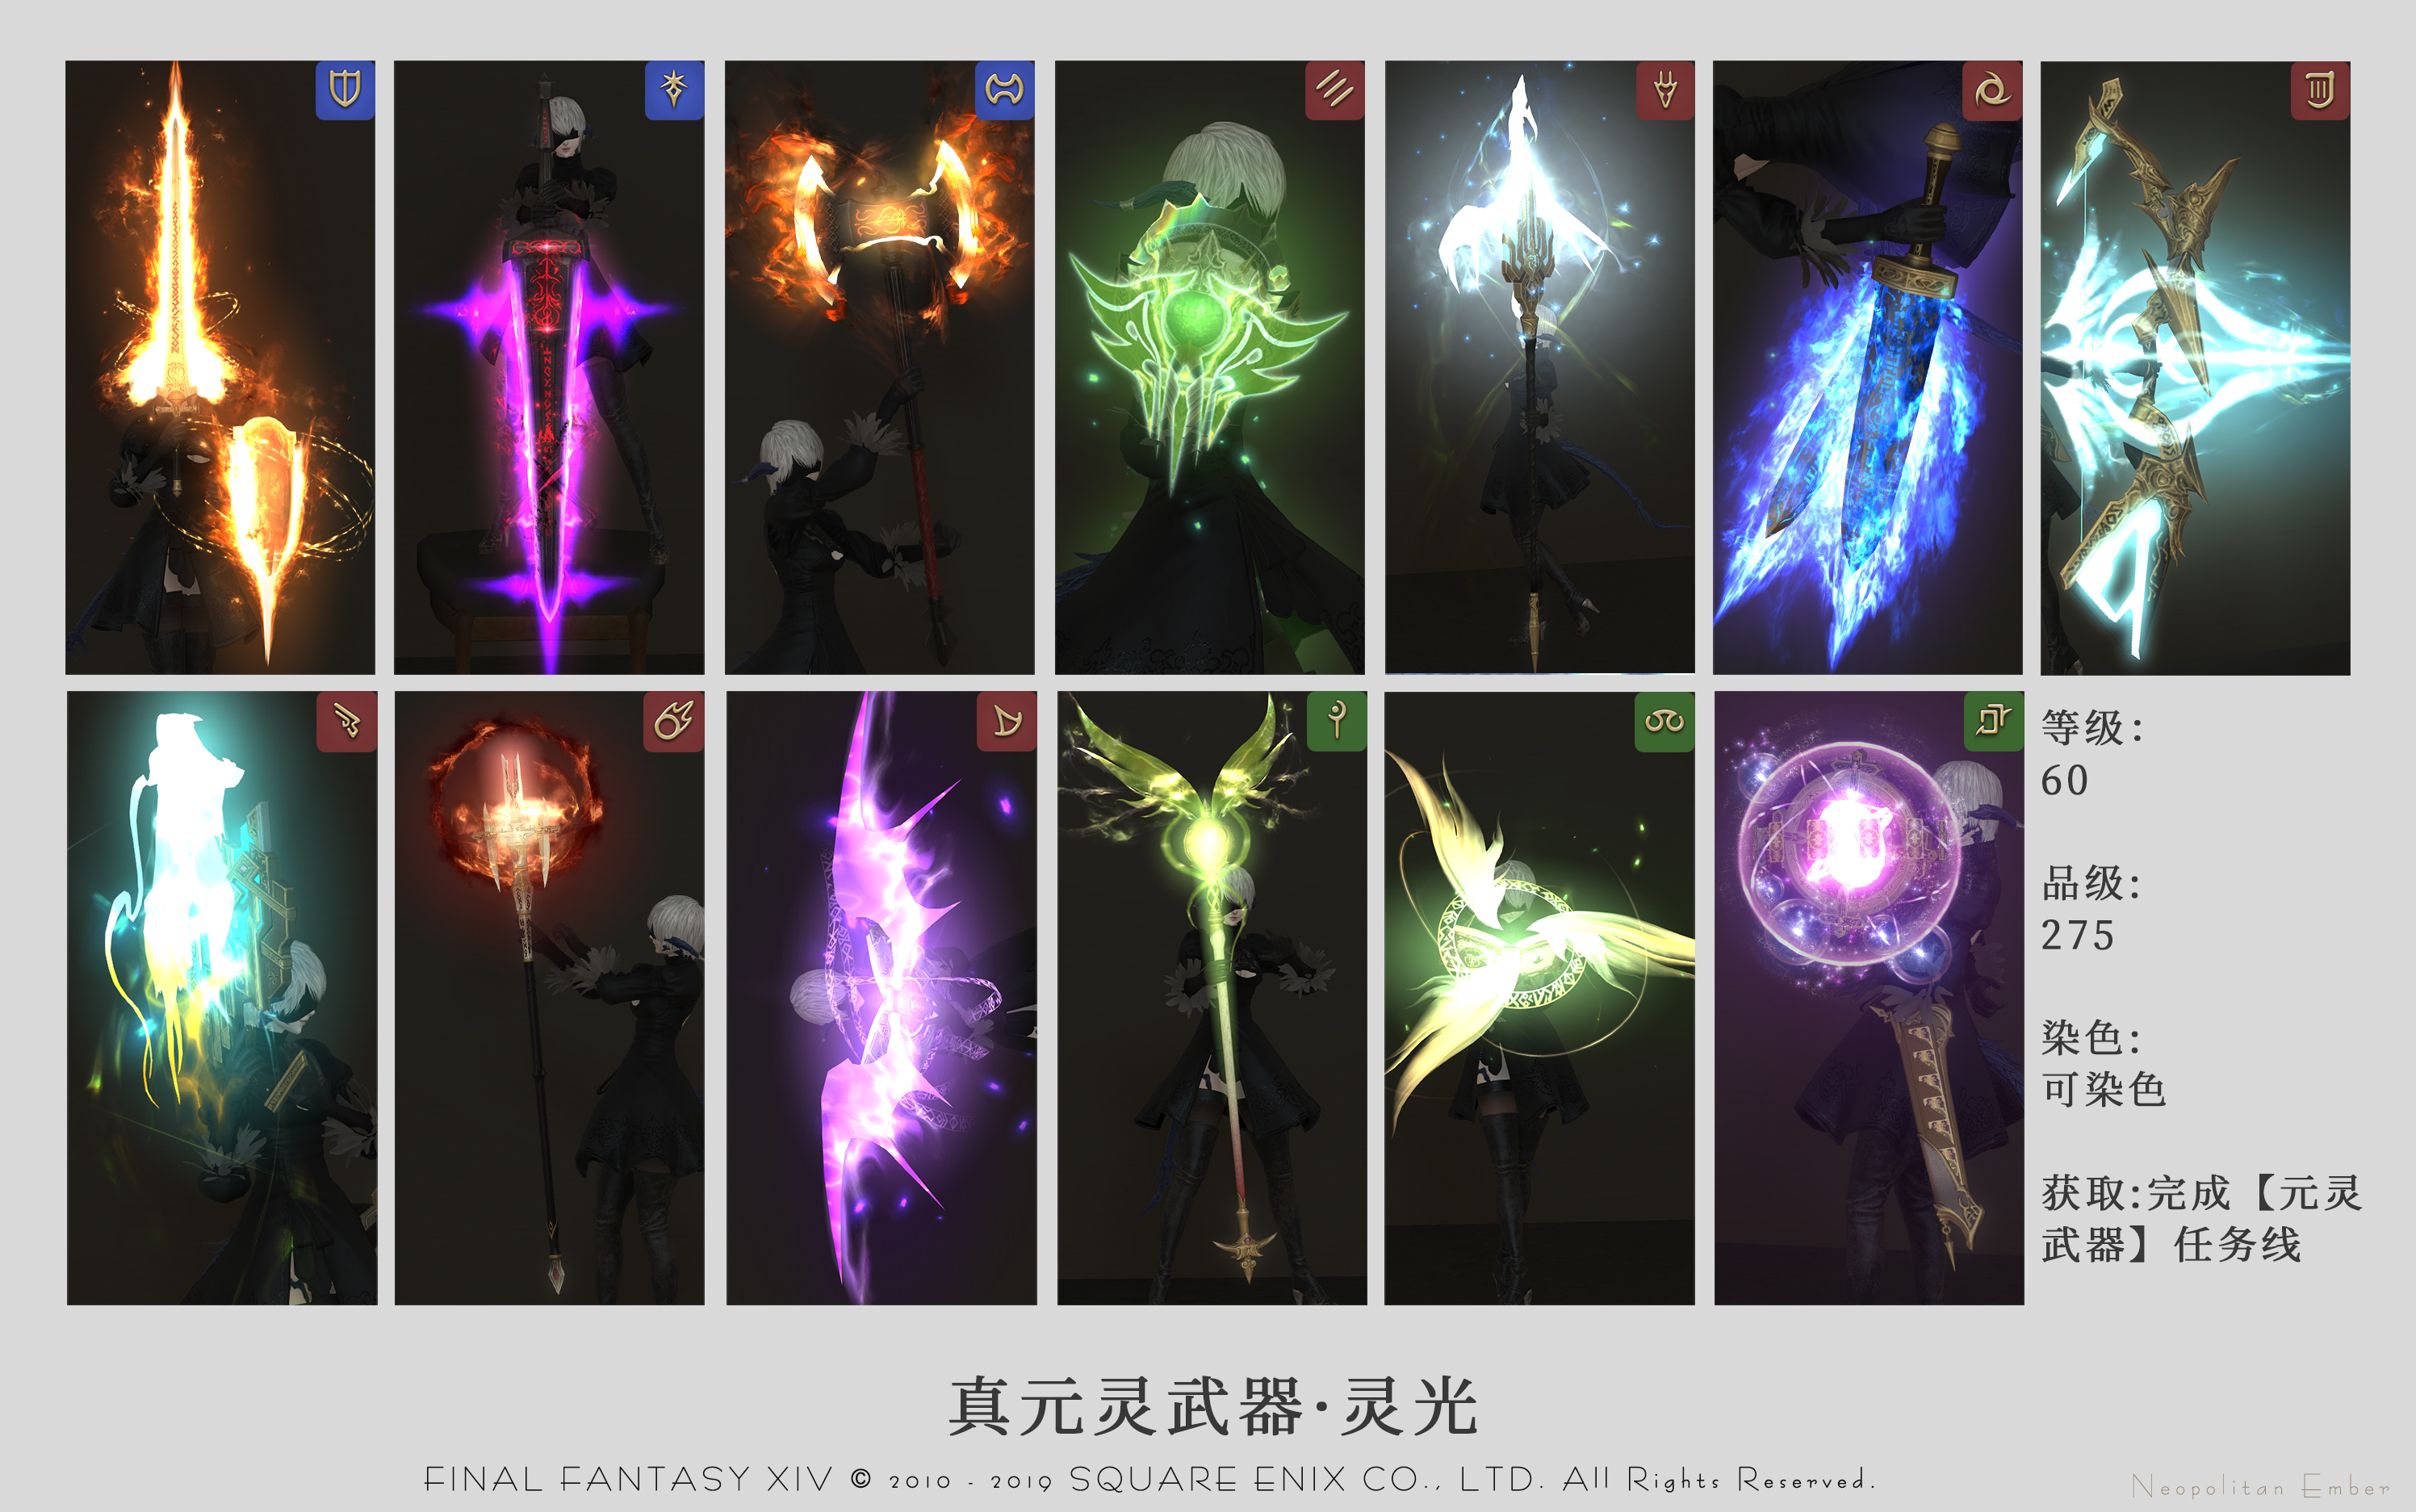 等级:
60
品级:
275
染色:
可染色
获取:完成【元灵
武器】任务线
真元灵武器·灵光
FINAL FANTASY XIV © 2010 - 2019 SQUARE ENIX CO., LTD. All Rights Reserved.
Neopolitan Ember